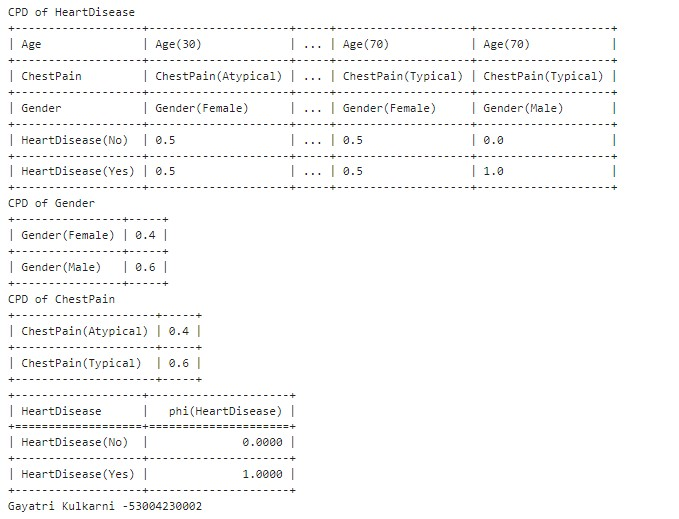 CPD of HeartDisease
+-------------------+---------------------+-----+--------------------+--------------------+
| Age | Age(30) | ... | Age(70) | Age(70) |
+-------------------+---------------------+-----+--------------------+--------------------+
| ChestPain | ChestPain(Atypical) | ... | ChestPain(Typical) | ChestPain(Typical) |
+-------------------+---------------------+-----+--------------------+--------------------+
| Gender | Gender(Female) | ... | Gender(Female) | Gender(Male) |
+-------------------+---------------------+-----+--------------------+--------------------+
| HeartDisease(No) | 0.5 | ... | 0.5 | 0.0 |
+-------------------+---------------------+-----+--------------------+--------------------+
| HeartDisease(Yes) | 0.5 | ... | 0.5 | 1.0 |
+-------------------+---------------------+-----+--------------------+--------------------+
CPD of Gender
+----------------+-----+
| Gender(Female) | 0.4 |
+----------------+-----+
| Gender(Male) | 0.6 |
+----------------+-----+
CPD of ChestPain
+---------------------+-----+
| ChestPain(Atypical) | 0.4 |
+---------------------+-----+
| ChestPain(Typical) | 0.6 |
+---------------------+-----+
+-------------------+---------------------+
| HeartDisease | phi(HeartDisease) |
+===================+=====================+
| HeartDisease(No) | 0.0000 |
+-------------------+---------------------+
| HeartDisease(Yes) | 1.0000 |
+-------------------+---------------------+
Gayatri Kulkarni -53004230002